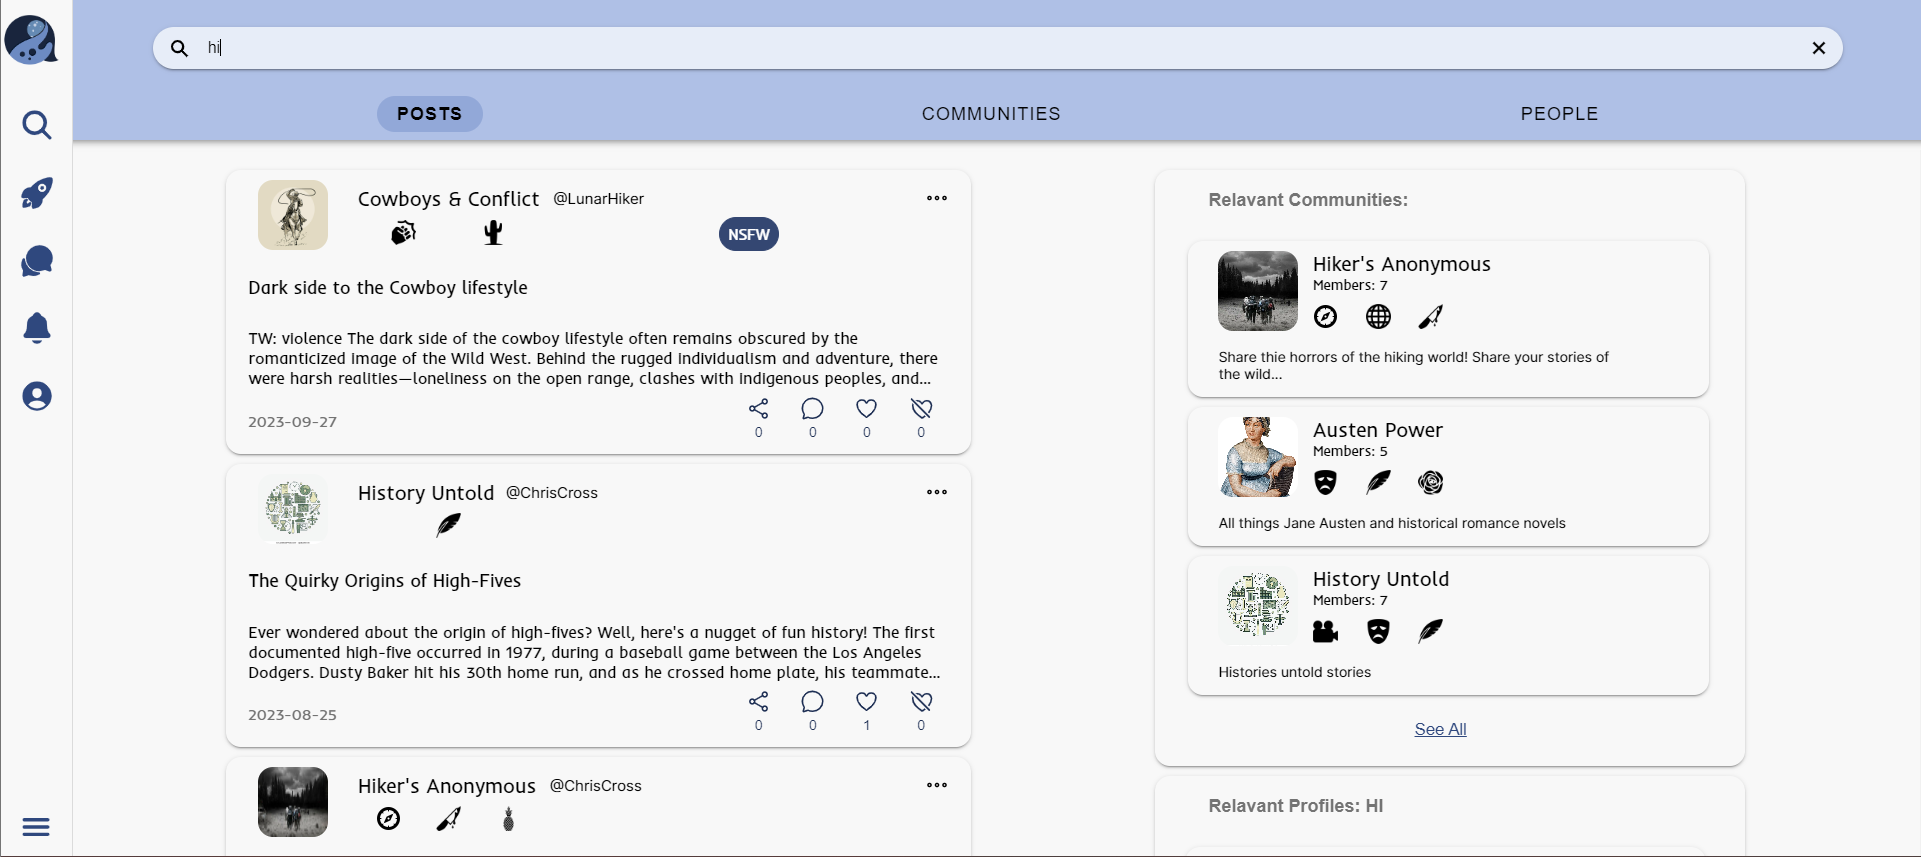 hi
POSTS
COMMUNITIES
PEOPLE
Cowboys & Conflict @LunarHiker
NSFW
Dark side to the Cowboy lifestyle
TW: violence The dark side of the cowboy lifestyle often remains obscured by the
romanticized image of the Wild West. Behind the rugged individualism and adventure, there
were harsh realities—loneliness on the open range, clashes with indigenous peoples, and...
2023-09-27
0 0 0 0
History Untold @ChrisCross
The Quirky Origins of High-Fives
Ever wondered about the origin of high-fives? Well, here's a nugget of fun history! The first
documented high-five occurred in 1977, during a baseball game between the Los Angeles
Dodgers. Dusty Baker hit his 30th home run, and as he crossed home plate, his teammate...
2023-08-25
0 0 1 0
Hiker's Anonymous @ChrisCross
Relavant Communities:
Hiker's Anonymous
Members: 7
Share thie horrors of the hiking world! Share your stories of
the wild...
Austen Power
Members: 5
All things Jane Austen and historical romance novels
History Untold
Members: 7
Histories untold stories
See All
Relavant Profiles: HI